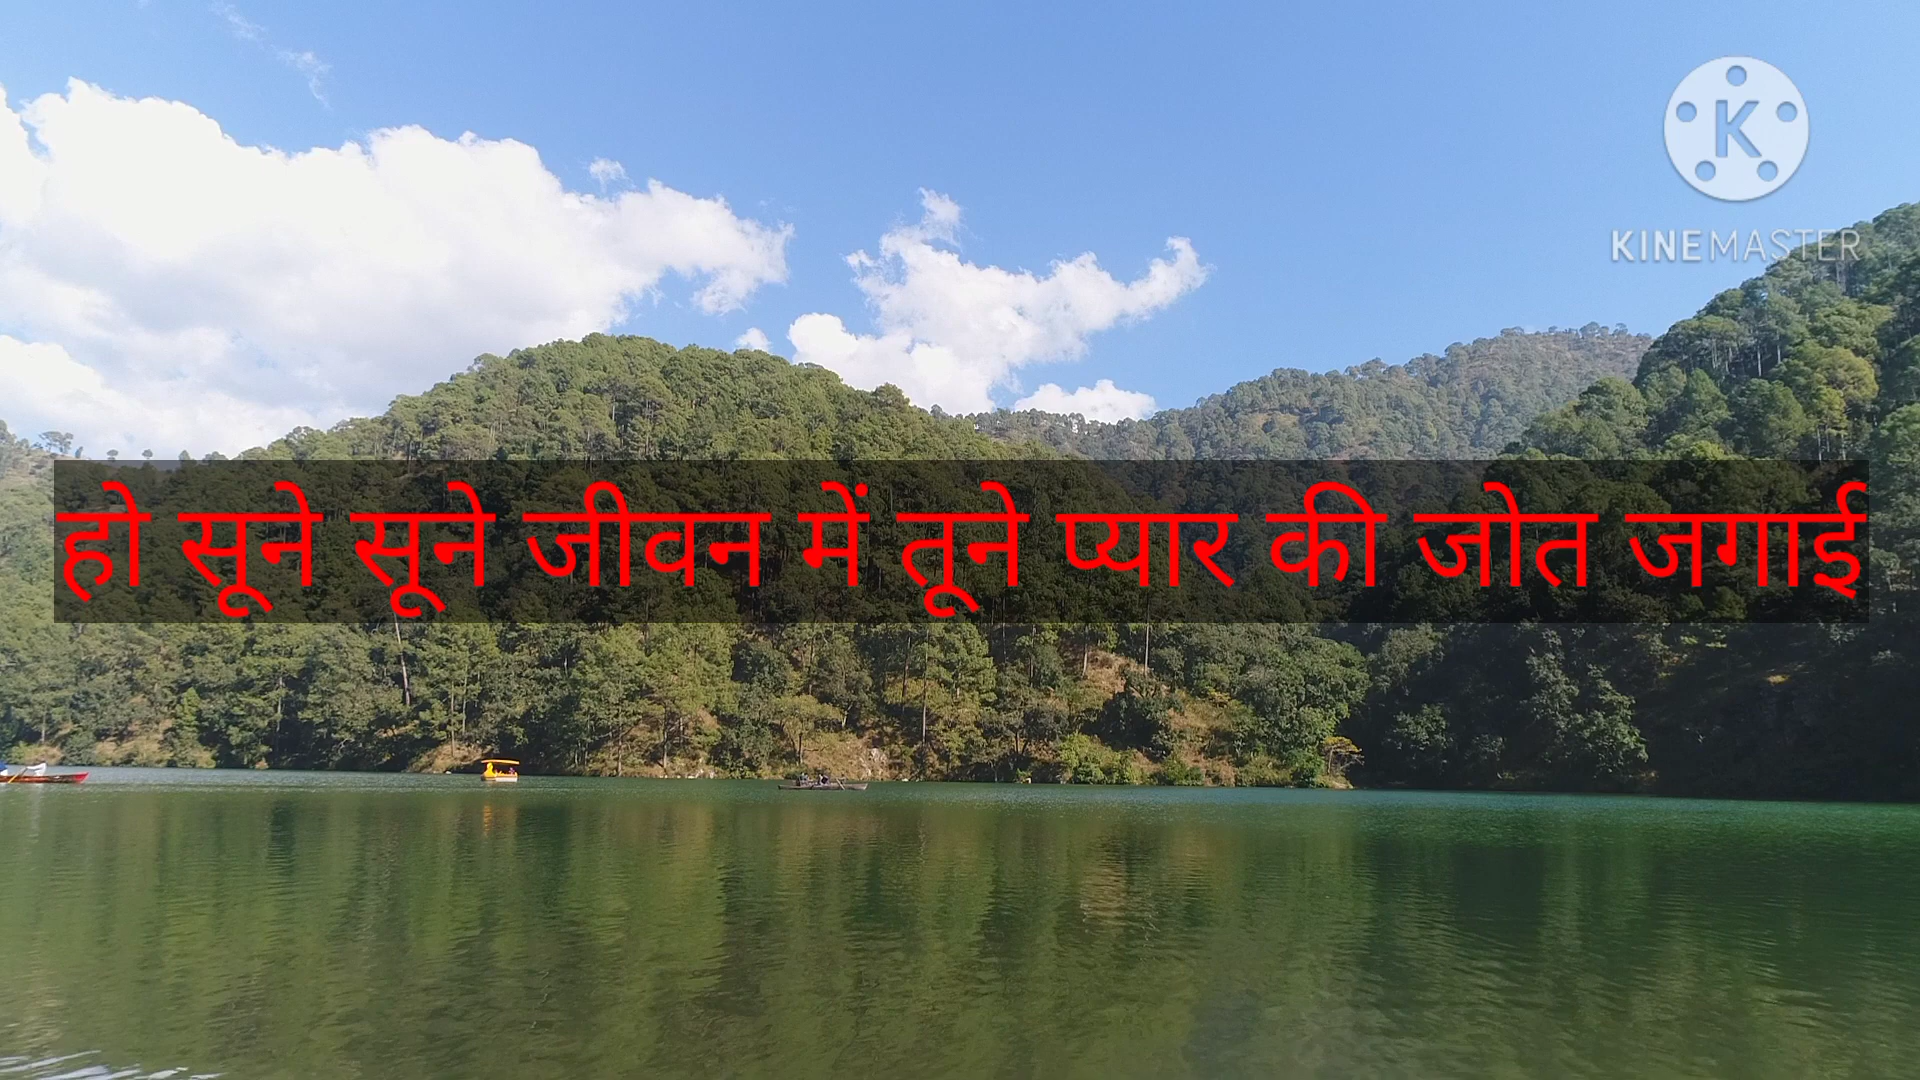 K
KINEMASTER
हो सूने सूने जीवन में तूने प्यार की जोत जगाई